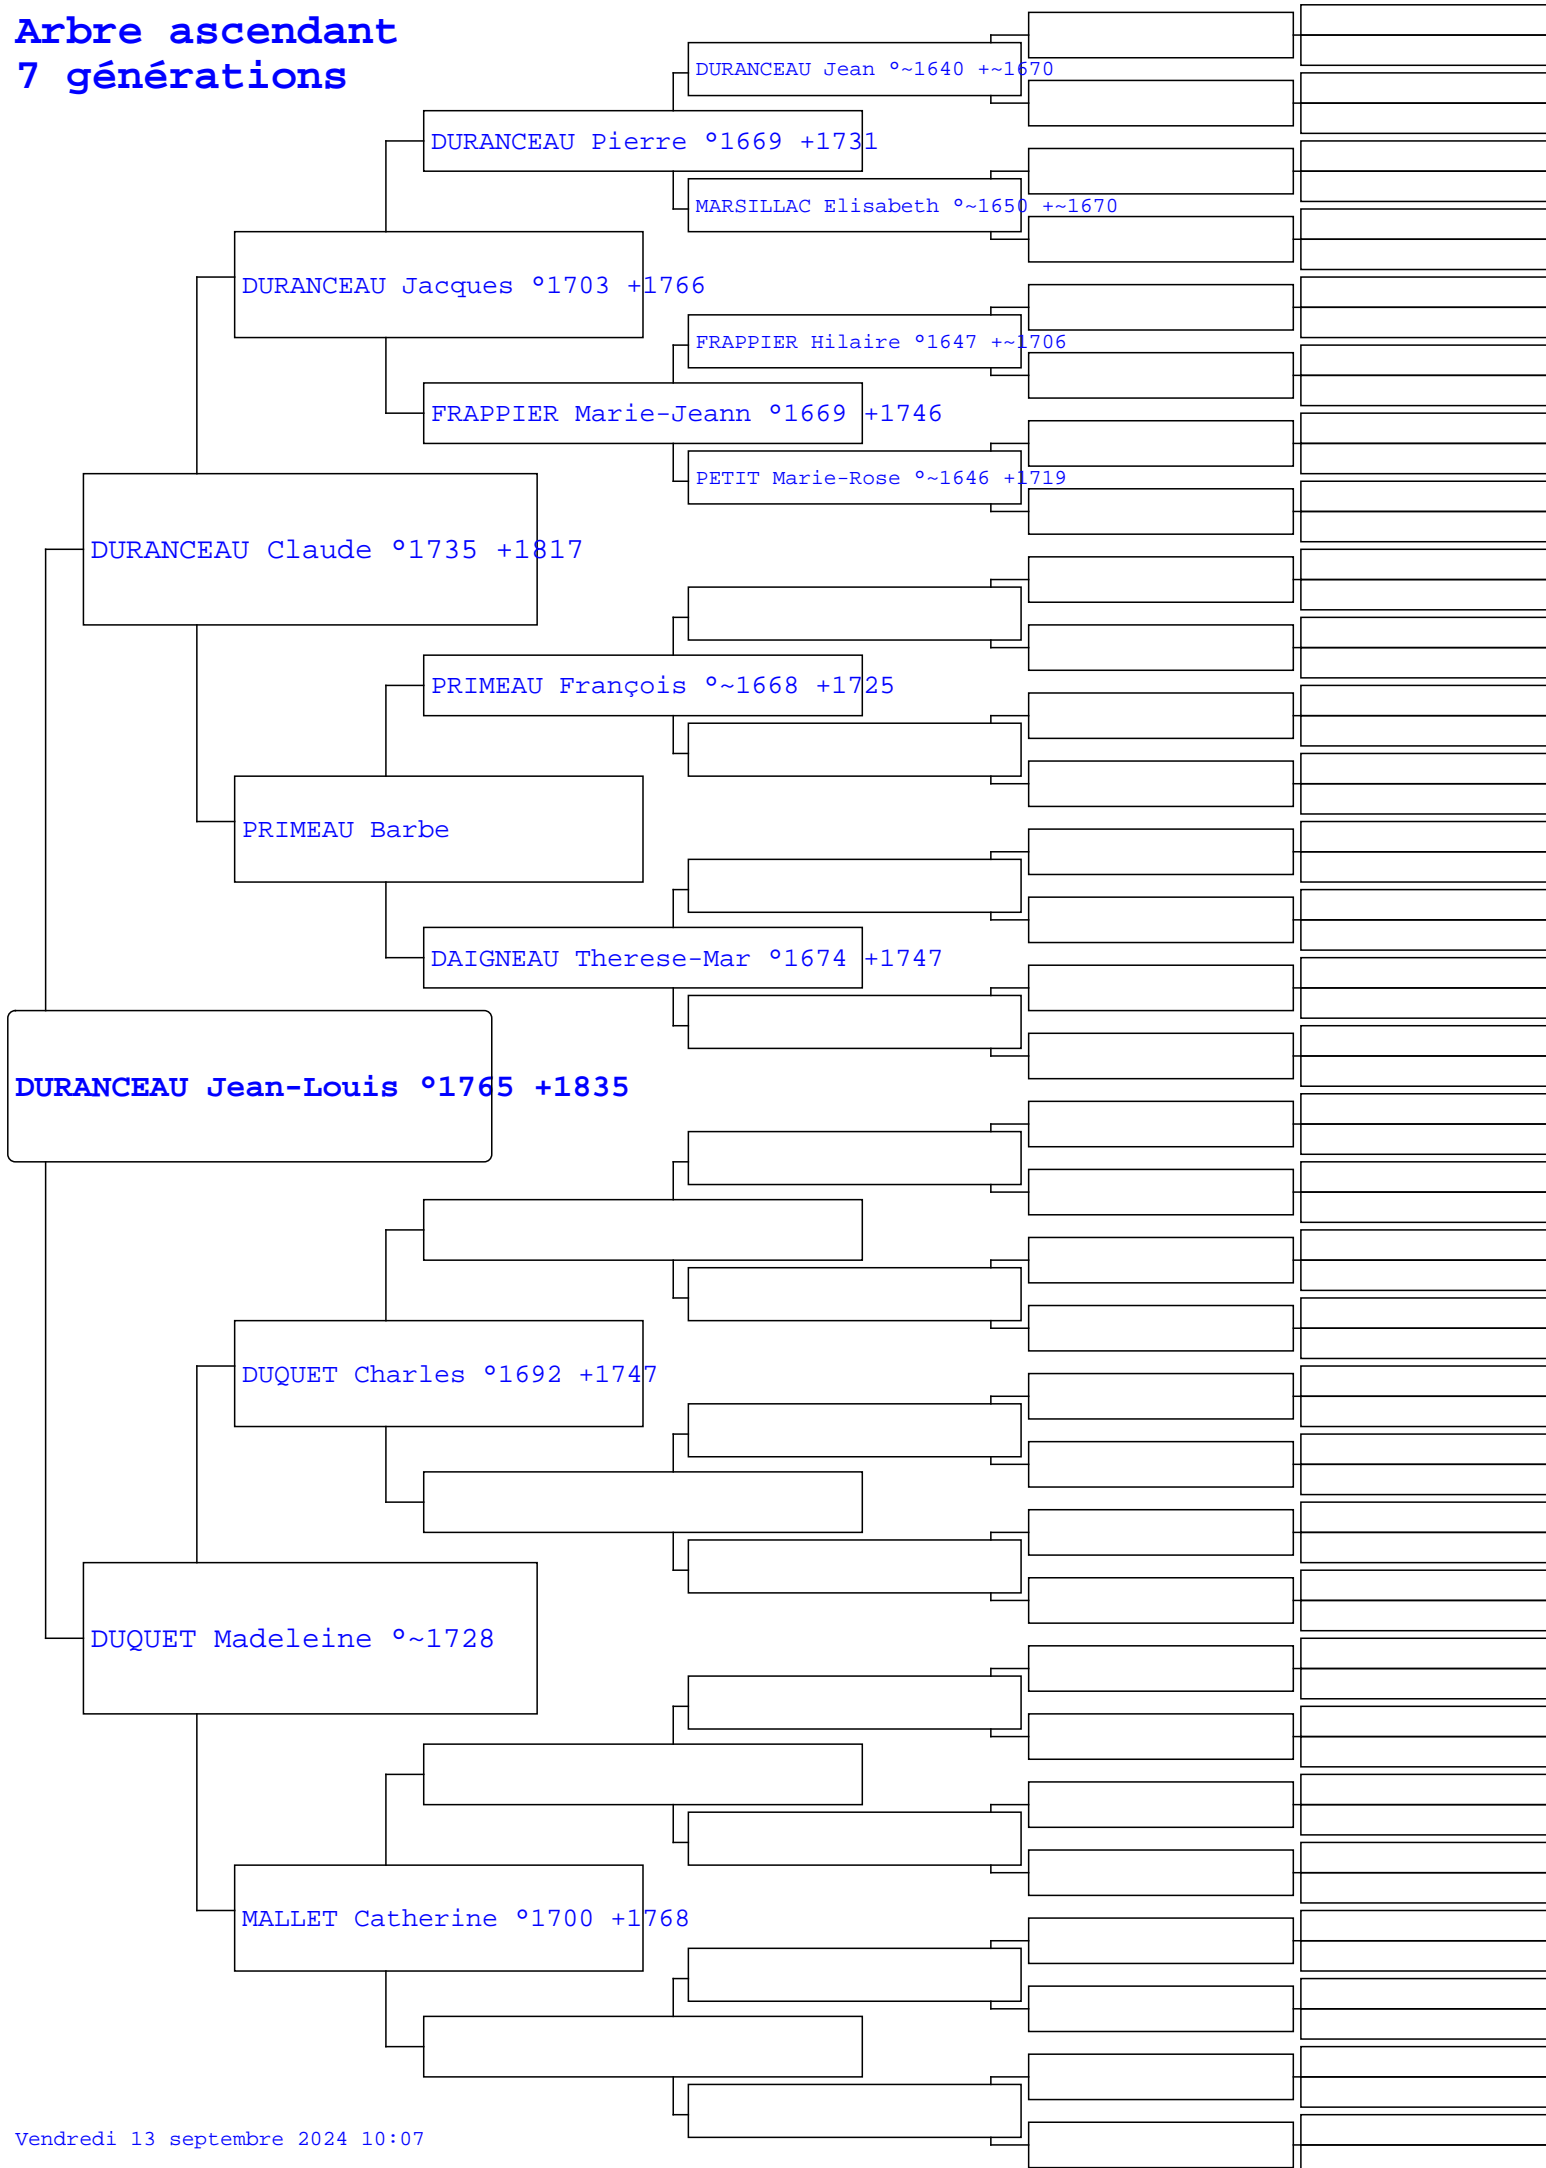 Arbre ascendant
7 générations
DURANCEAU Jean °~1640 +~1670
DURANCEAU Pierre °1669 +1731
MARSILLAC Elisabeth °~1650 +~1670
DURANCEAU Jacques °1703 +1766
FRAPPIER Hilaire °1647 +~1706
FRAPPIER Marie-Jeann °1669 +1746
PETIT Marie-Rose °~1646 +1719
DURANCEAU Claude °1735 +1817
PRIMEAU François °~1668 +1725
PRIMEAU Barbe
DAIGNEAU Therese-Mar °1674 +1747
DURANCEAU Jean-Louis °1765 +1835
DUQUET Charles °1692 +1747
DUQUET Madeleine °~1728
MALLET Catherine °1700 +1768
Vendredi 13 septembre 2024 10:07